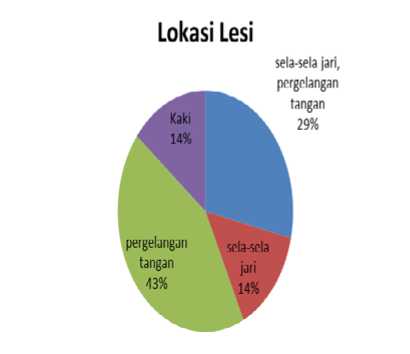 Lokasi Lesi
sela-sela jari,
pergelangan
tangan
29%
Kaki
14%
pergelangan
tangan
43%
sela-sela
jari
14%